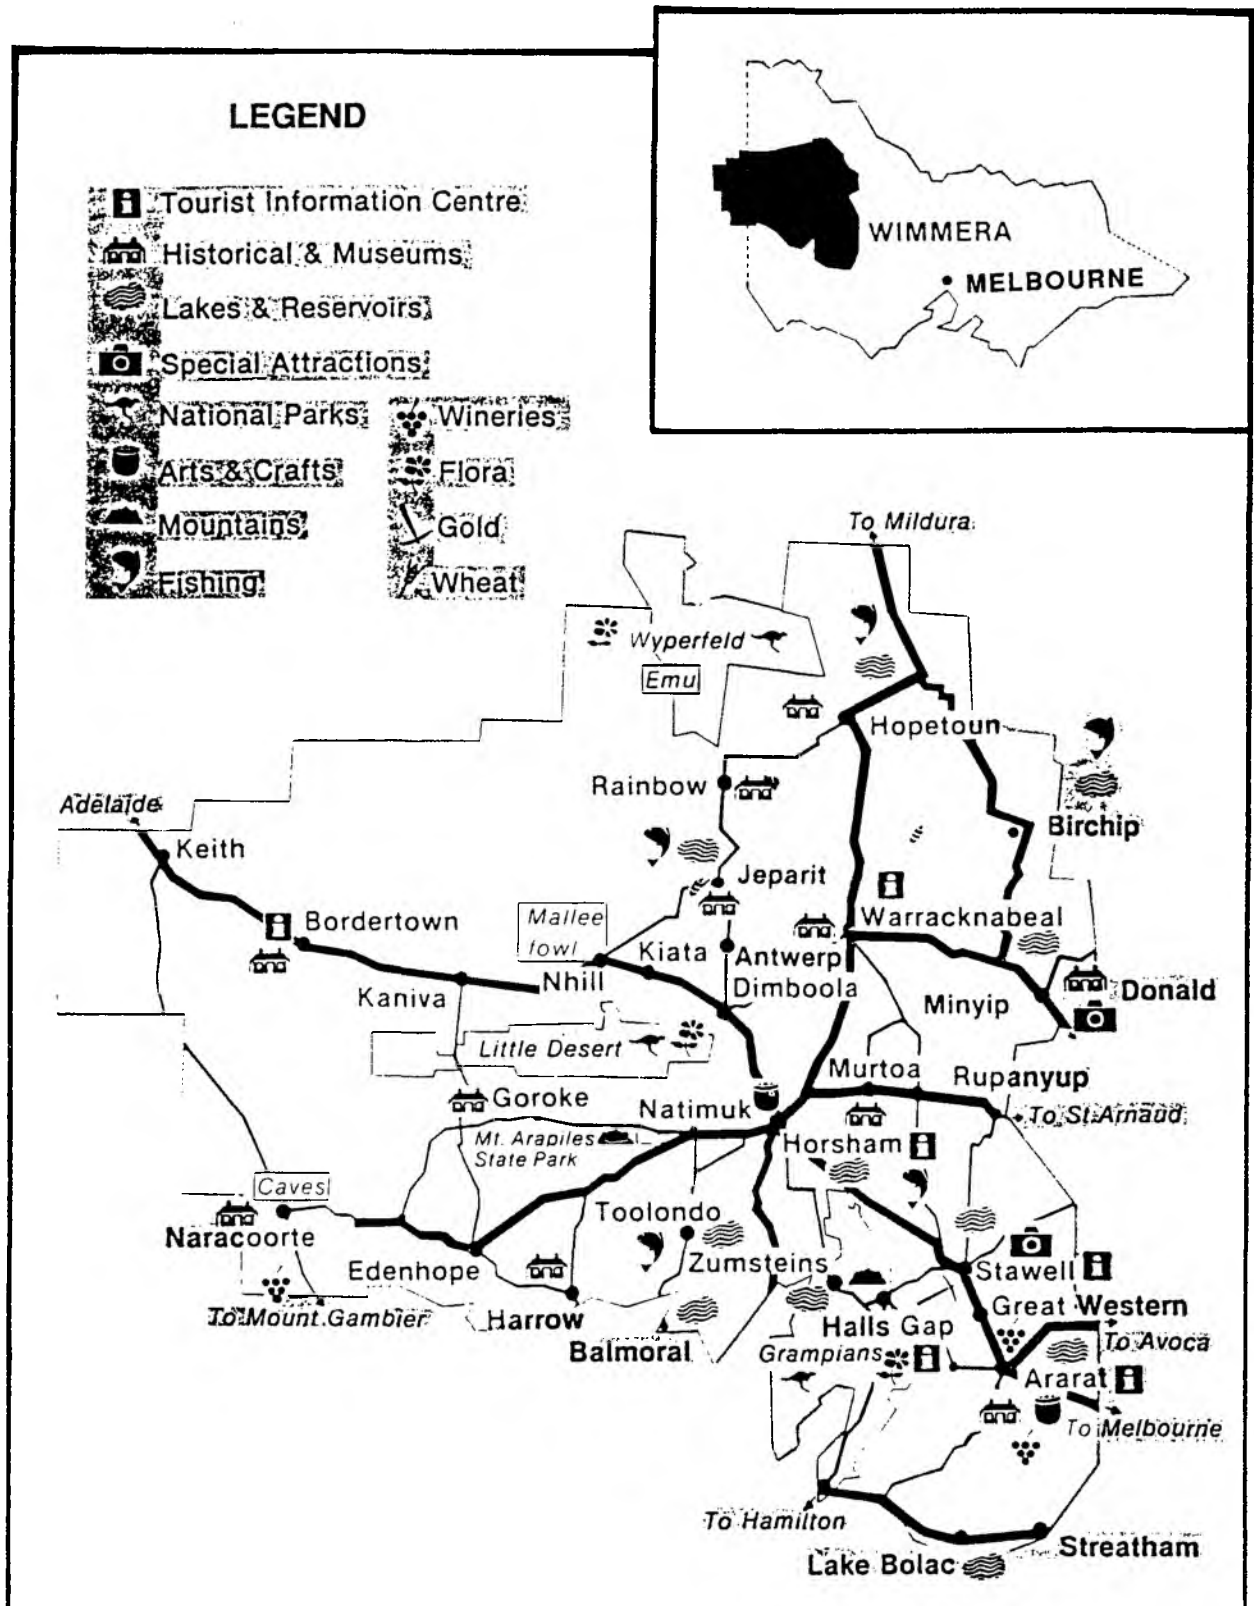 LEGEND
Tourist Information Centre
Historical & Museums
Lakes & Reservoirs
Special Attractions
National Parks
Arts & Crafts
Mountains
Fishing
Wineries
Flora
Gold
Wheat
WIMMERA
MELBOURNE
To Mildura
Wyperfeld
Emu
Hopetoun
Rainbow
Birchip
Adelaide
Keith
Jeparit
Bordertown
Mallee
fowl
Warracknabeal
Kiata
Antwerp
Nhill
Dimboola
Kaniva
Minyip
Donald
Little Desert
Murtoa
Rupanyup
Goroke
Natimuk
To St. Arnaud
Mt. Arapiles
State Park
Horsham
Caves
Naracoorte
Toolondo
Edenhope
Zumsteins
Stawell
To Mount Gambier
Harrow
Great Western
Halls Gap
Balmoral
Grampians
To Avoca
Ararat
To Melbourne
To Hamilton
Lake Bolac
Streatham